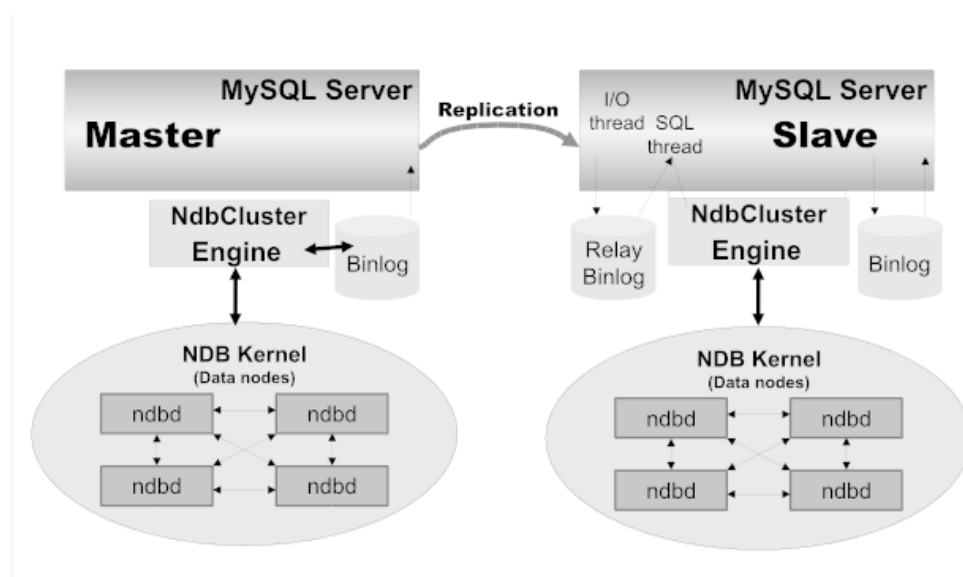 MySQL Server
Master
NdbCluster
Engine
Binlog
NDB Kernel
(Data nodes)
ndbd
ndbd
ndbd
ndbd
Replication
MySQL Server
I/O
thread
SQL
thread
Slave
Relay
Binlog
NdbCluster
Engine
Binlog
NDB Kernel
(Data nodes)
ndbd
ndbd
ndbd
ndbd